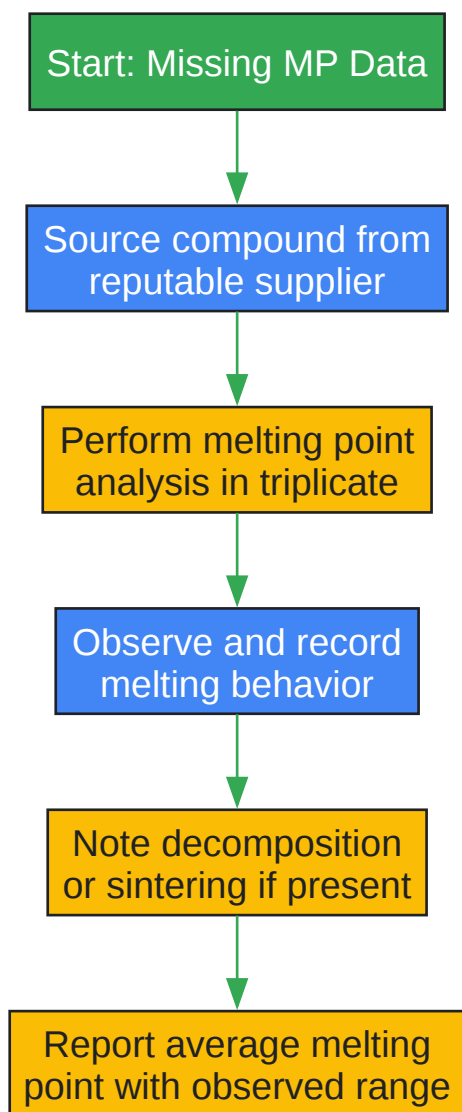 Start: Missing MP Data
Source compound from
reputable supplier
Perform melting point
analysis in triplicate
Observe and record
melting behavior
Note decomposition
or sintering if present
Report average melting
point with observed range